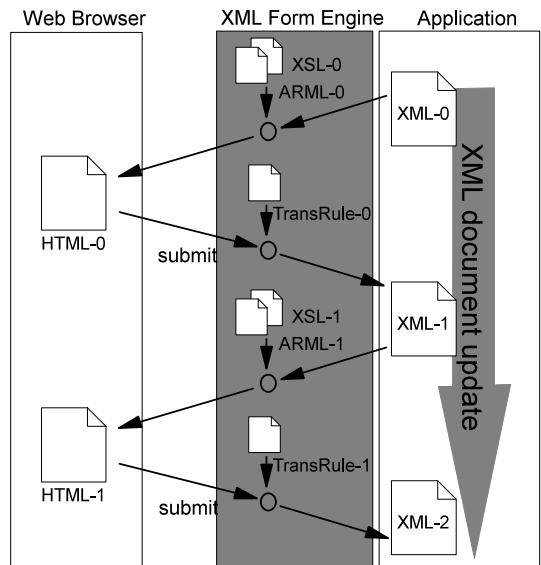 Web Browser
XML Form Engine
Application
XSL-0
ARML-0
XML-0
HTML-0
TransRule-0
submit
XSL-1
ARML-1
XML-1
XML document update
HTML-1
TransRule-1
submit
XML-2